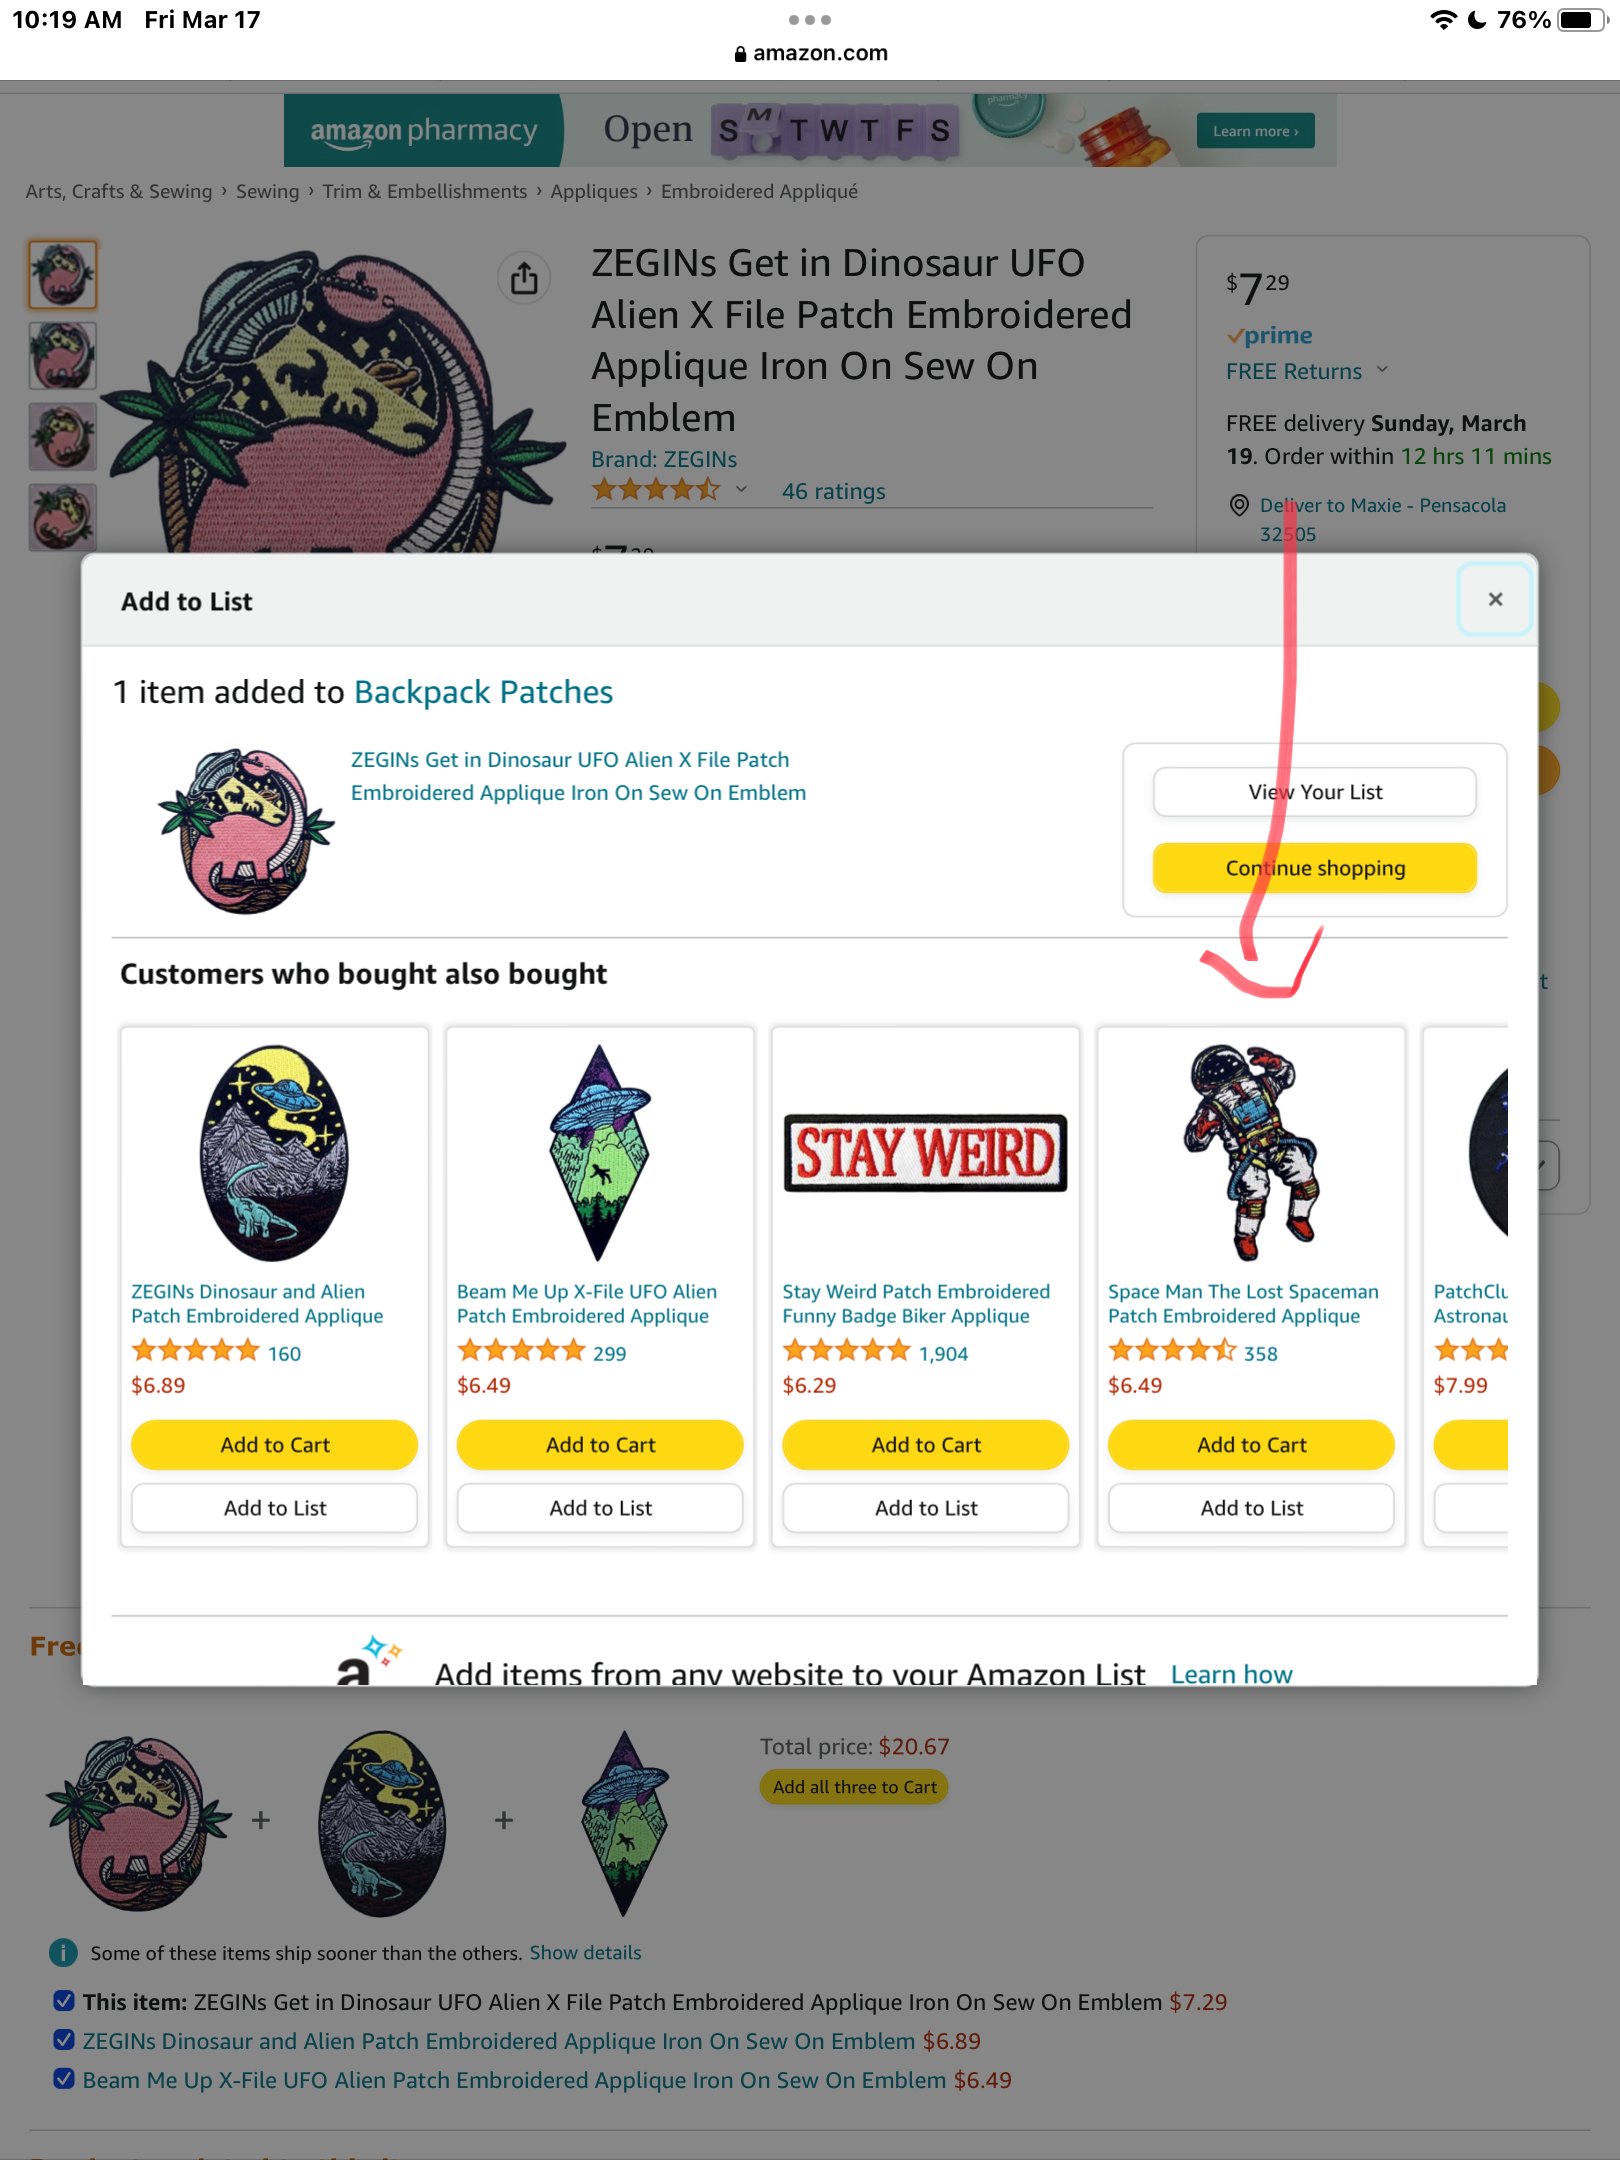 10:19 AM Fri Mar 17
76%
amazon.com
amazon pharmacy
Open
S M T W T F S
pharmacy
Learn more ›
Arts, Crafts & Sewing › Sewing › Trim & Embellishments › Appliques › Embroidered Appliqué
ZEGINs Get in Dinosaur UFO
Alien X File Patch Embroidered
Applique Iron On Sew On
Emblem
Brand: ZEGINs
46 ratings
$7 29
prime
FREE Returns
FREE delivery Sunday, March
19. Order within 12 hrs 11 mins
Deliver to Maxie - Pensacola
32505
Add to List
×
1 item added to Backpack Patches
ZEGINs Get in Dinosaur UFO Alien X File Patch
Embroidered Applique Iron On Sew On Emblem
View Your List
Continue shopping
Customers who bought also bought
STAY WEIRD
ZEGINs Dinosaur and Alien
Patch Embroidered Applique
160
$6.89
Add to Cart
Add to List
Beam Me Up X-File UFO Alien
Patch Embroidered Applique
299
$6.49
Add to Cart
Add to List
Stay Weird Patch Embroidered
Funny Badge Biker Applique
1,904
$6.29
Add to Cart
Add to List
Space Man The Lost Spaceman
Patch Embroidered Applique
358
$6.49
Add to Cart
Add to List
PatchClu
Astronau
$7.99
Add items from any website to your Amazon List Learn how
Total price: $20.67
Add all three to Cart
+
+
Some of these items ship sooner than the others. Show details
This item: ZEGINs Get in Dinosaur UFO Alien X File Patch Embroidered Applique Iron On Sew On Emblem $7.29
ZEGINs Dinosaur and Alien Patch Embroidered Applique Iron On Sew On Emblem $6.89
Beam Me Up X-File UFO Alien Patch Embroidered Applique Iron On Sew On Emblem $6.49